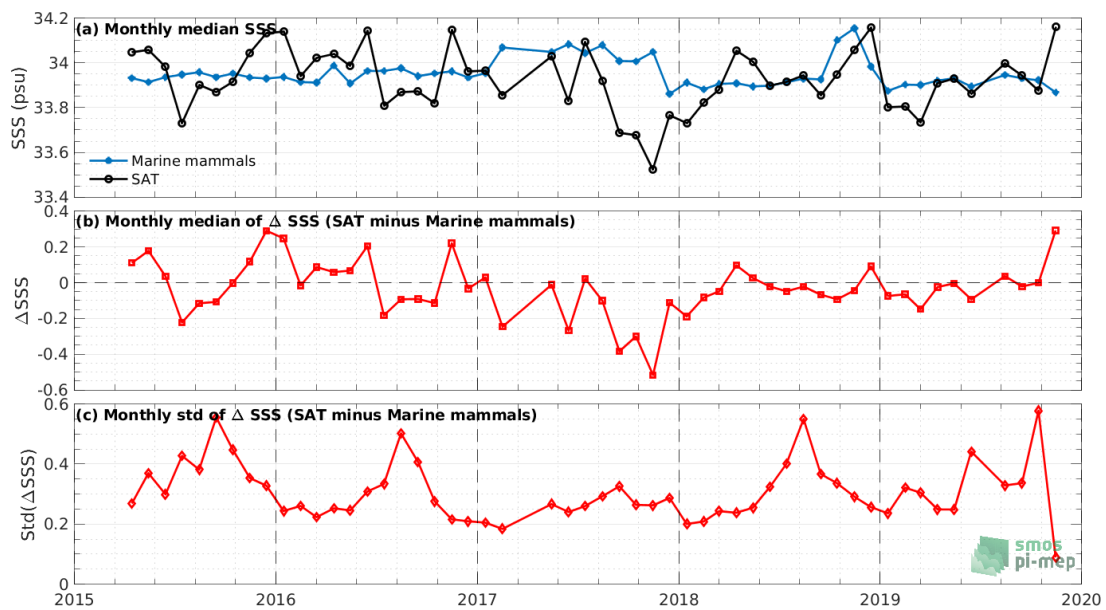 (a) Monthly median SSS
34.2
34
33.8
33.6
33.4
SSS (psu)
Marine mammals
SAT
(b) Monthly median of △ SSS (SAT minus Marine mammals)
0.4
0.2
0
-0.2
-0.4
-0.6
△SSS
(c) Monthly std of △ SSS (SAT minus Marine mammals)
0.6
0.4
0.2
0
Std(△SSS)
smos
pi-mep
2015 2016 2017 2018 2019 2020